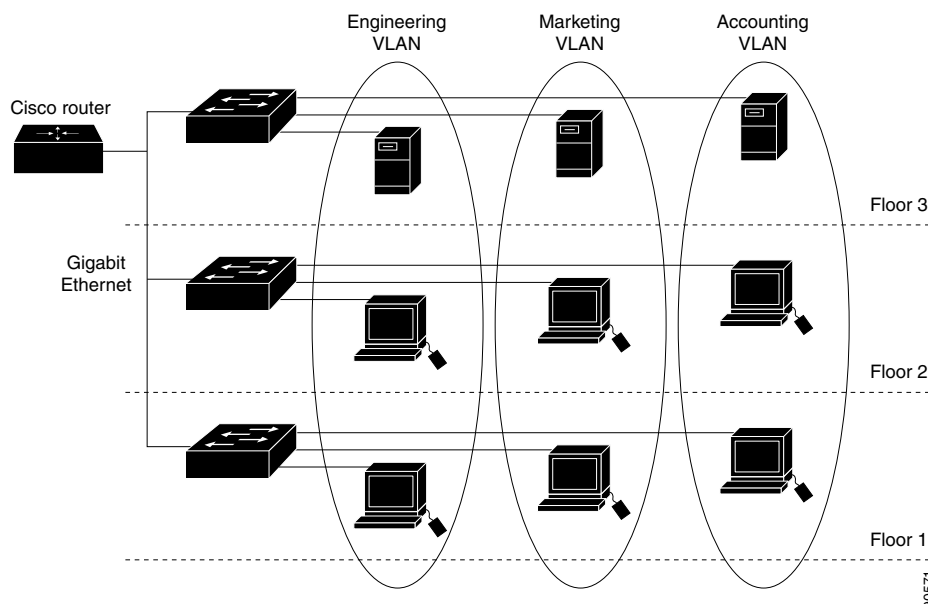 Engineering
VLAN
Marketing
VLAN
Accounting
VLAN
Cisco router
Floor 3
Gigabit
Ethernet
Floor 2
Floor 1